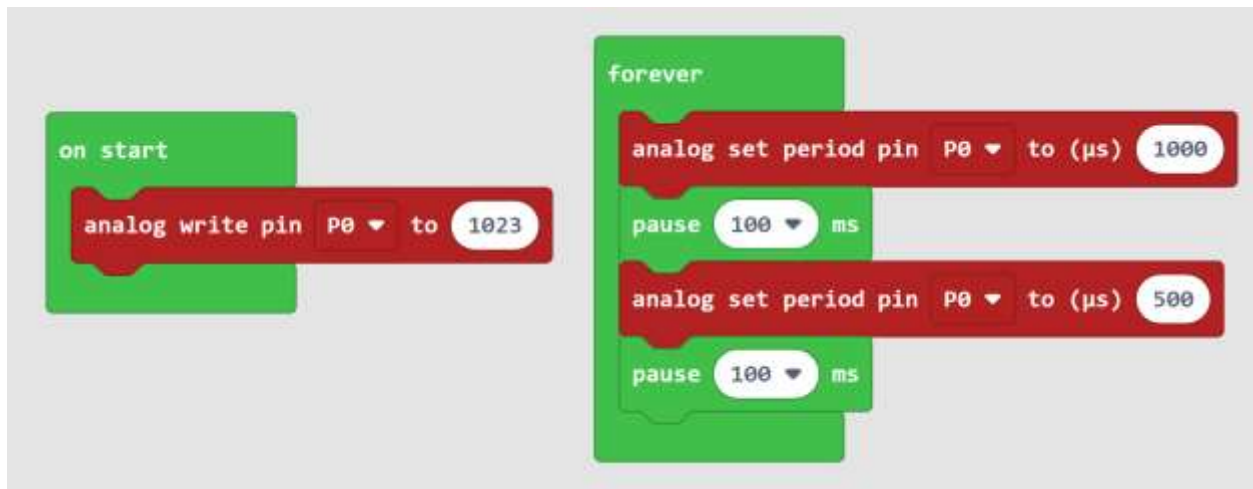 on start
analog write pin P0 to 1023
forever
analog set period pin P0 to (µs) 1000
pause 100 ms
analog set period pin P0 to (µs) 500
pause 100 ms